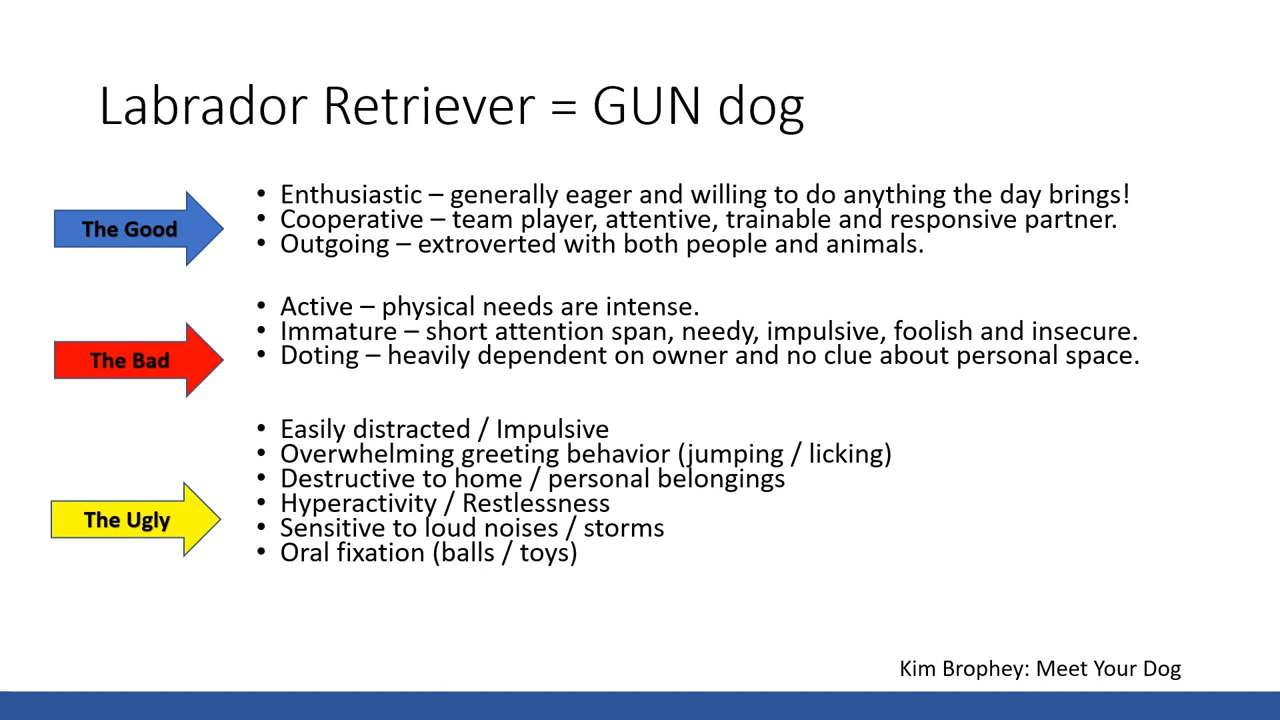 Labrador Retriever = GUN dog
The Good
• Enthusiastic – generally eager and willing to do anything the day brings!
• Cooperative – team player, attentive, trainable and responsive partner.
• Outgoing – extroverted with both people and animals.
The Bad
• Active – physical needs are intense.
• Immature – short attention span, needy, impulsive, foolish and insecure.
• Doting – heavily dependent on owner and no clue about personal space.
The Ugly
• Easily distracted / Impulsive
• Overwhelming greeting behavior (jumping / licking)
• Destructive to home / personal belongings
• Hyperactivity / Restlessness
• Sensitive to loud noises / storms
• Oral fixation (balls / toys)
Kim Brophey: Meet Your Dog